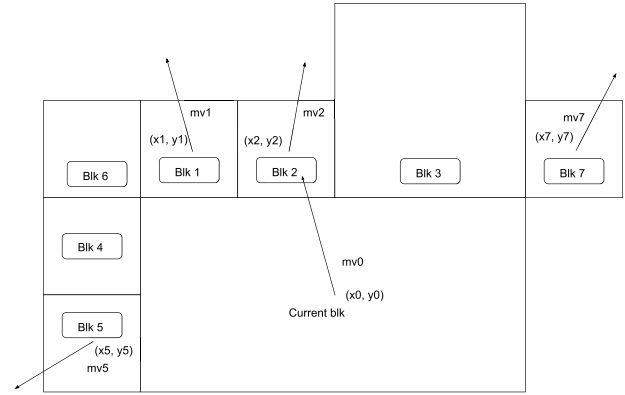 mv1
mv2
mv7
(x1, y1)
(x2, y2)
(x7, y7)
Blk 6
Blk 1
Blk 2
Blk 3
Blk 7
Blk 4
mv0
(x0, y0)
Current blk
Blk 5
(x5, y5)
mv5